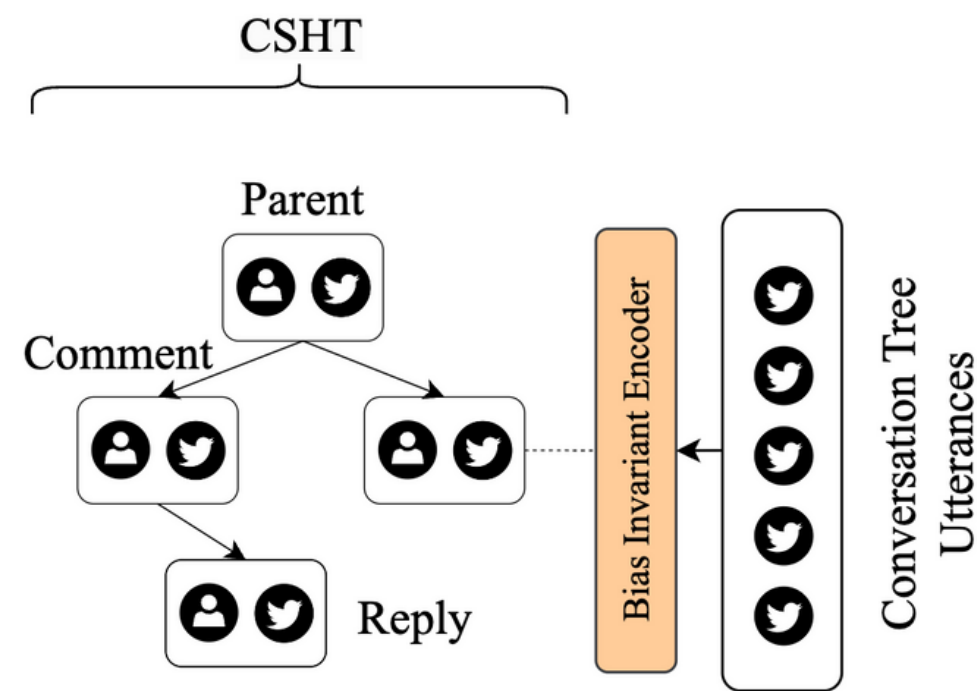 CSHT
Parent
Comment
Reply
Bias Invariant Encoder
Conversation Tree
Utterances